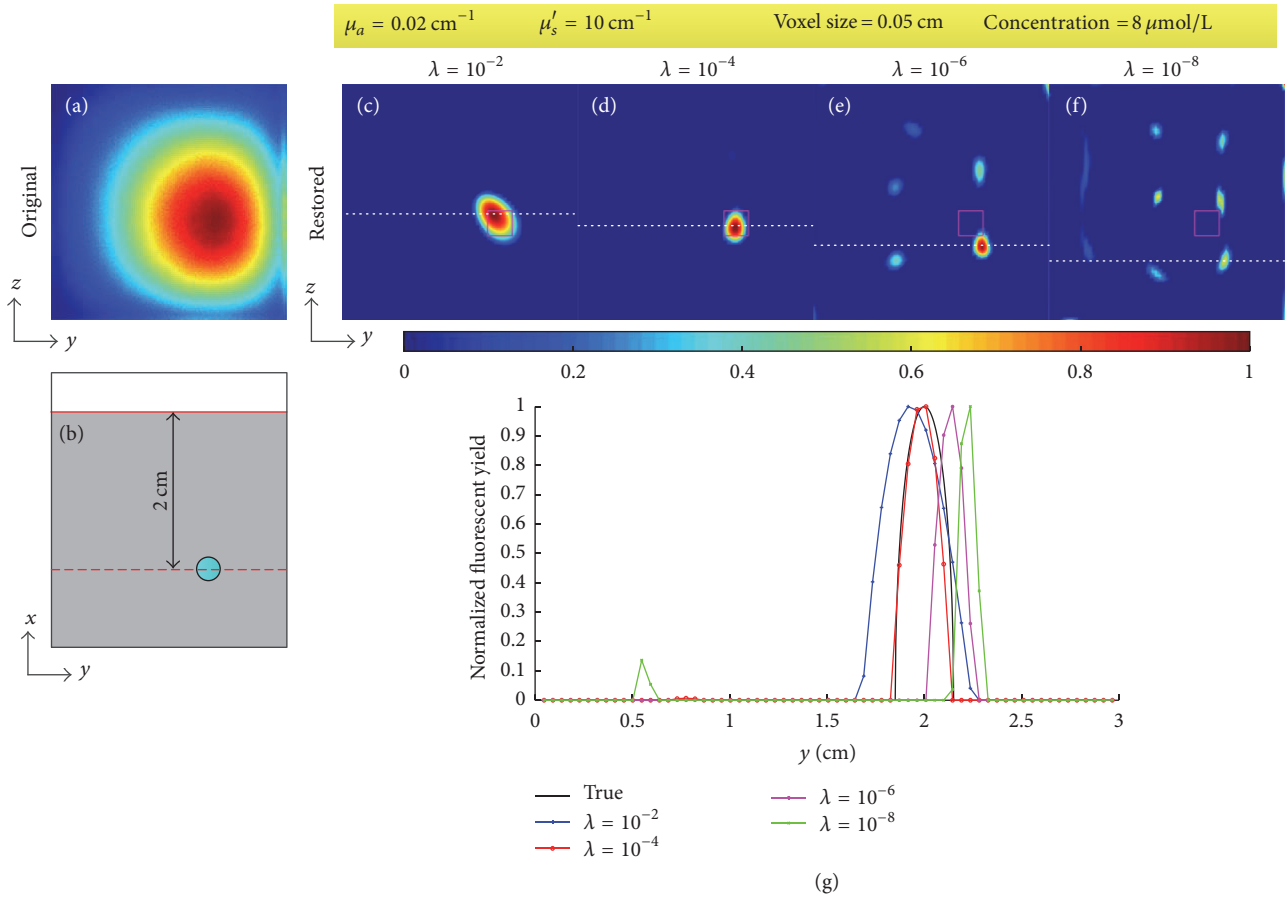 μₐ = 0.02 cm⁻¹ μ′ₛ = 10 cm⁻¹ Voxel size = 0.05 cm Concentration = 8 μmol/L
λ = 10⁻² λ = 10⁻⁴ λ = 10⁻⁶ λ = 10⁻⁸
(a) (c) (d) (e) (f)
Original
Restored
z
y
z
y
0 0.2 0.4 0.6 0.8 1
(b)
2 cm
x
y
Normalized fluorescent yield
1
0.9
0.8
0.7
0.6
0.5
0.4
0.3
0.2
0.1
0
0 0.5 1 1.5 2 2.5 3
y (cm)
True
λ = 10⁻²
λ = 10⁻⁴
λ = 10⁻⁶
λ = 10⁻⁸
(g)